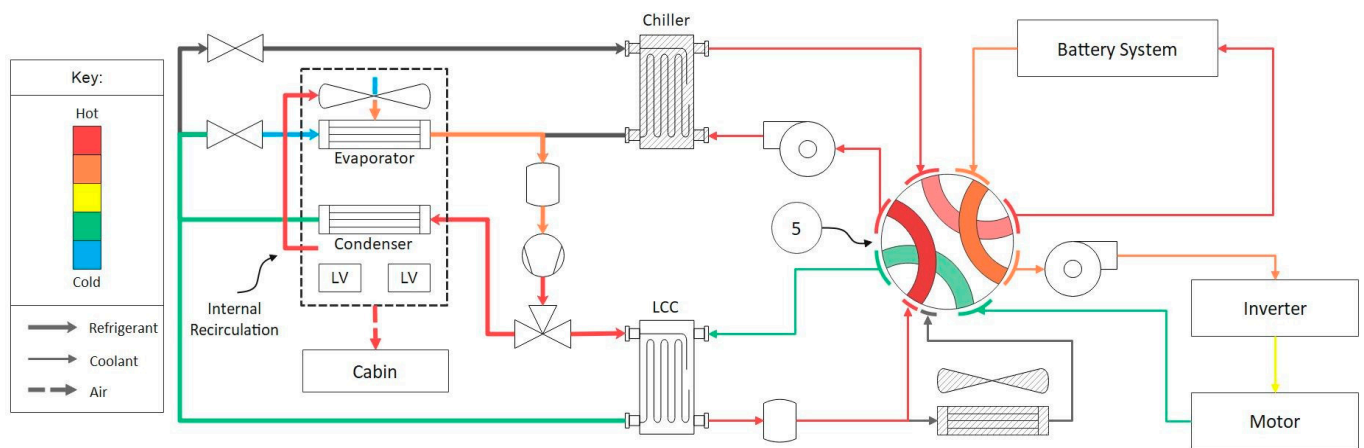 Chiller
Battery System
Key:
Hot
Cold
Refrigerant
Coolant
Air
Evaporator
Condenser
LV
LV
Internal
Recirculation
Cabin
LCC
5
Inverter
Motor